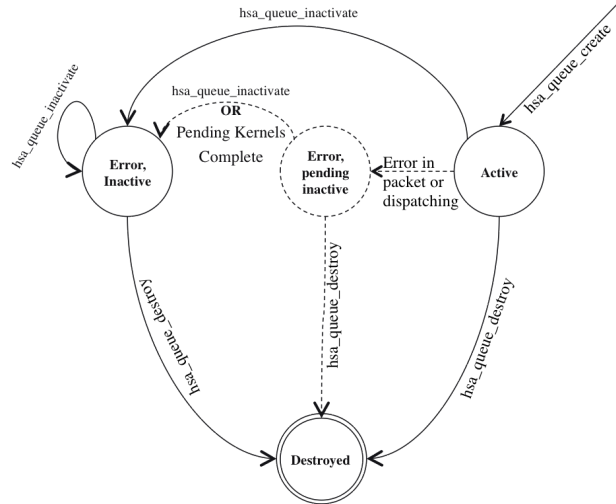 hsa_queue_inactivate
hsa_queue_create
hsa_queue_inactivate
hsa_queue_inactivate
OR
Pending Kernels
Complete
Error,
Inactive
Error,
pending
inactive
Error in
packet or
dispatching
Active
hsa_queue_destroy
hsa_queue_destroy
hsa_queue_destroy
Destroyed